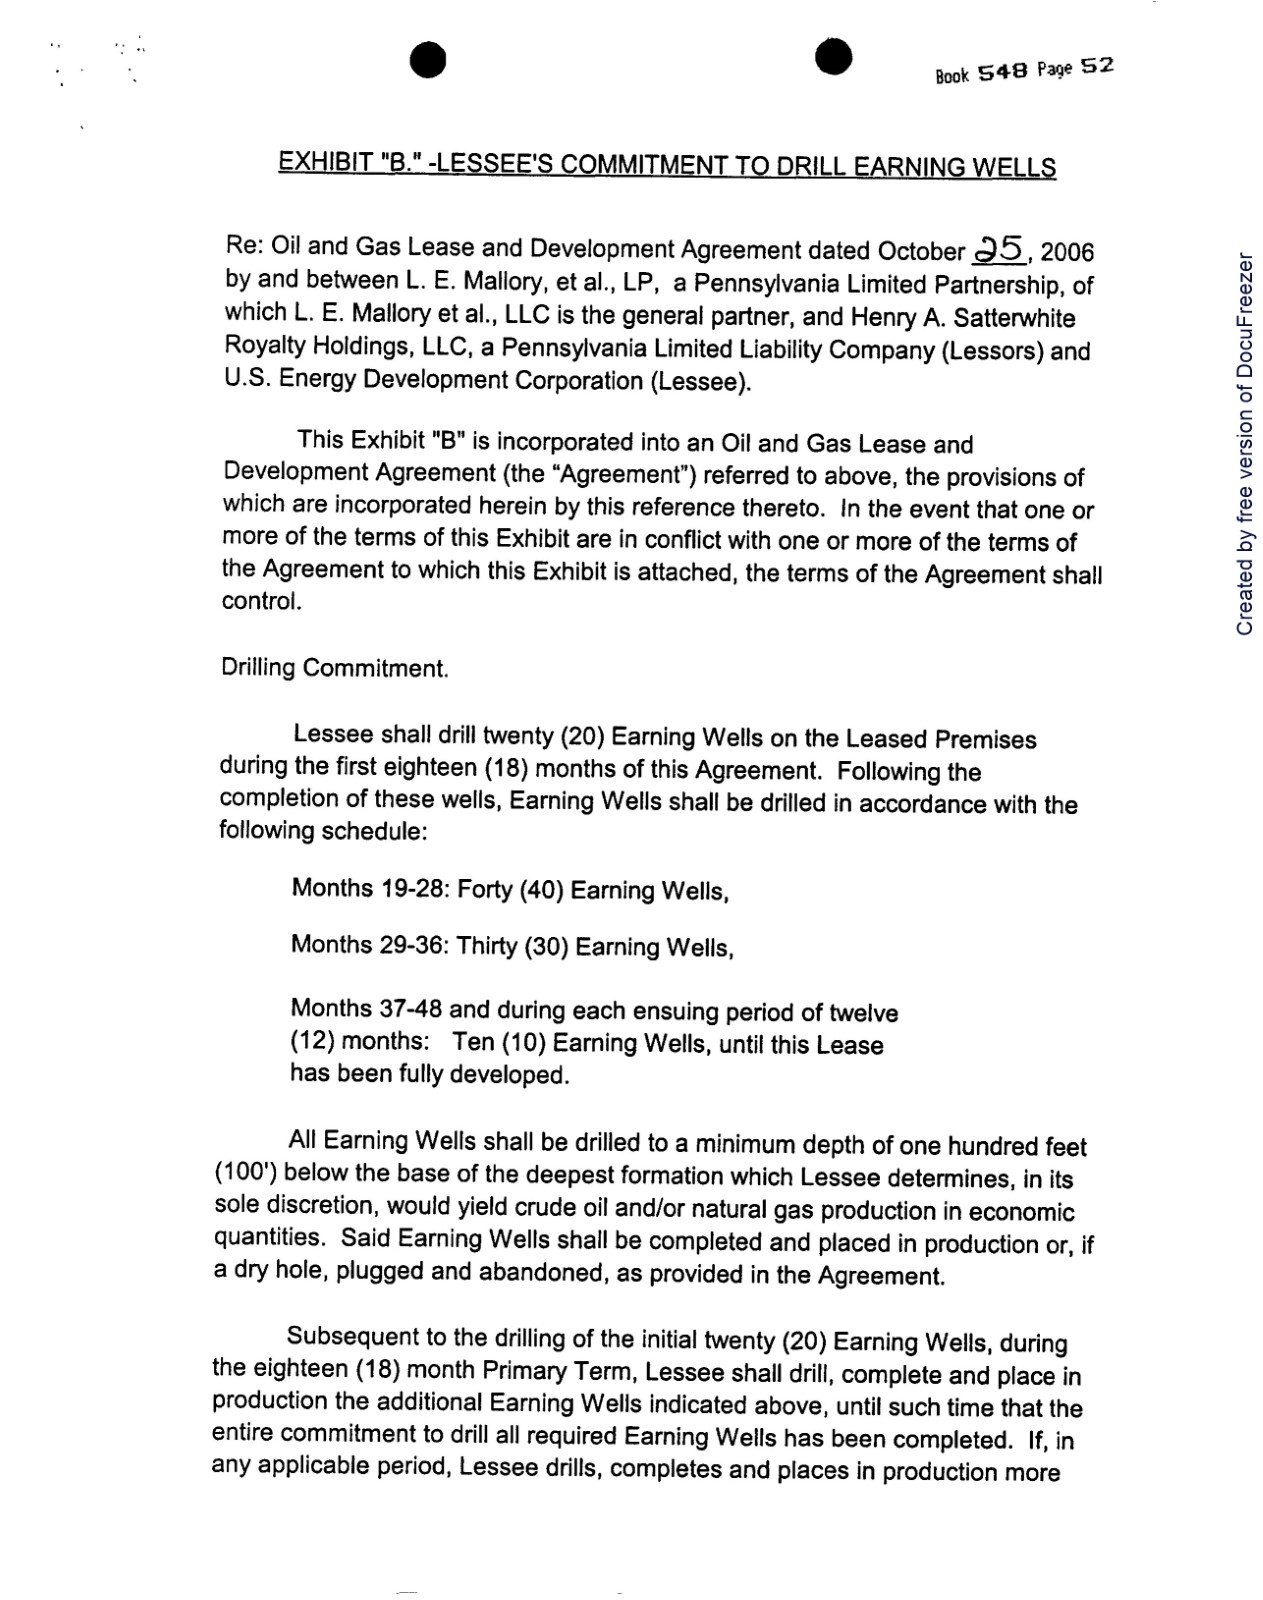 Book 548 Page 52
EXHIBIT "B." -LESSEE'S COMMITMENT TO DRILL EARNING WELLS
Re: Oil and Gas Lease and Development Agreement dated October 25, 2006
by and between L. E. Mallory, et al., LP, a Pennsylvania Limited Partnership, of
which L. E. Mallory et al., LLC is the general partner, and Henry A. Satterwhite
Royalty Holdings, LLC, a Pennsylvania Limited Liability Company (Lessors) and
U.S. Energy Development Corporation (Lessee).
This Exhibit "B" is incorporated into an Oil and Gas Lease and
Development Agreement (the “Agreement”) referred to above, the provisions of
which are incorporated herein by this reference thereto. In the event that one or
more of the terms of this Exhibit are in conflict with one or more of the terms of
the Agreement to which this Exhibit is attached, the terms of the Agreement shall
control.
Drilling Commitment.
Lessee shall drill twenty (20) Earning Wells on the Leased Premises
during the first eighteen (18) months of this Agreement. Following the
completion of these wells, Earning Wells shall be drilled in accordance with the
following schedule:
Months 19-28: Forty (40) Earning Wells,
Months 29-36: Thirty (30) Earning Wells,
Months 37-48 and during each ensuing period of twelve
(12) months: Ten (10) Earning Wells, until this Lease
has been fully developed.
All Earning Wells shall be drilled to a minimum depth of one hundred feet
(100') below the base of the deepest formation which Lessee determines, in its
sole discretion, would yield crude oil and/or natural gas production in economic
quantities. Said Earning Wells shall be completed and placed in production or, if
a dry hole, plugged and abandoned, as provided in the Agreement.
Subsequent to the drilling of the initial twenty (20) Earning Wells, during
the eighteen (18) month Primary Term, Lessee shall drill, complete and place in
production the additional Earning Wells indicated above, until such time that the
entire commitment to drill all required Earning Wells has been completed. If, in
any applicable period, Lessee drills, completes and places in production more
Created by free version of DocuFreezer